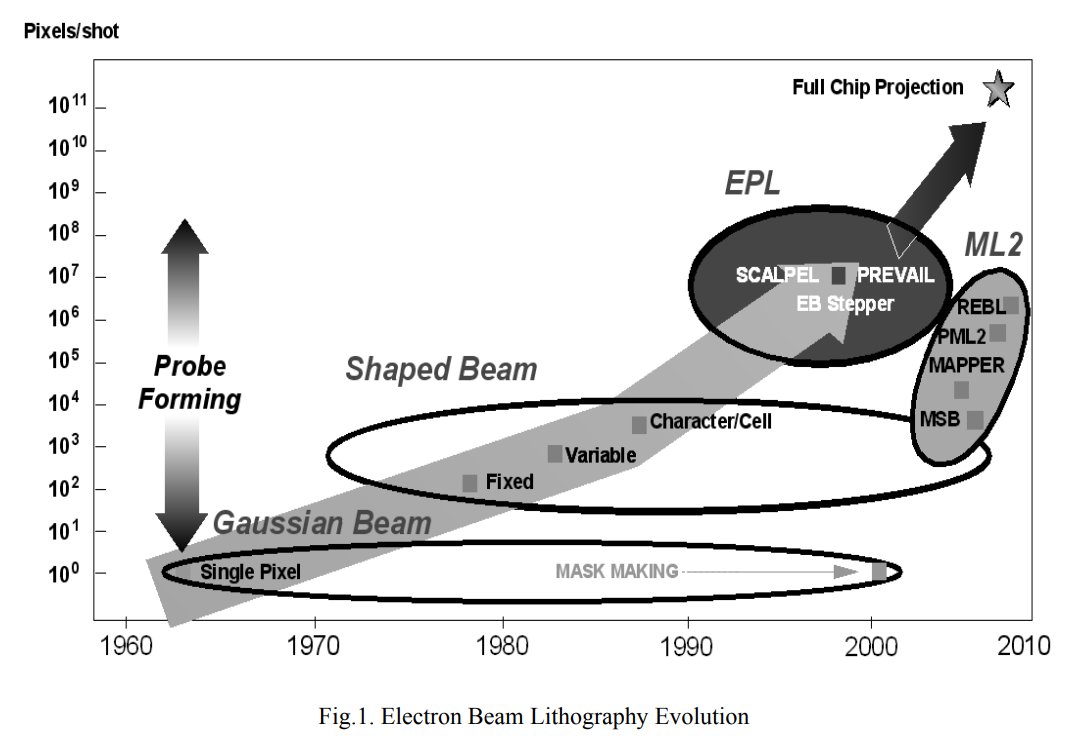 Pixels/shot
Full Chip Projection
10^11
10^10
10^9
EPL
10^8
ML2
10^7
SCALPEL PREVAIL
EB Stepper
10^6
REBL
PML2
10^5
Probe
Forming
Shaped Beam
MAPPER
10^4
Character/Cell
MSB
10^3
Variable
10^2
Fixed
10^1
Gaussian Beam
10^0
Single Pixel
MASK MAKING
1960 1970 1980 1990 2000 2010
Fig.1. Electron Beam Lithography Evolution